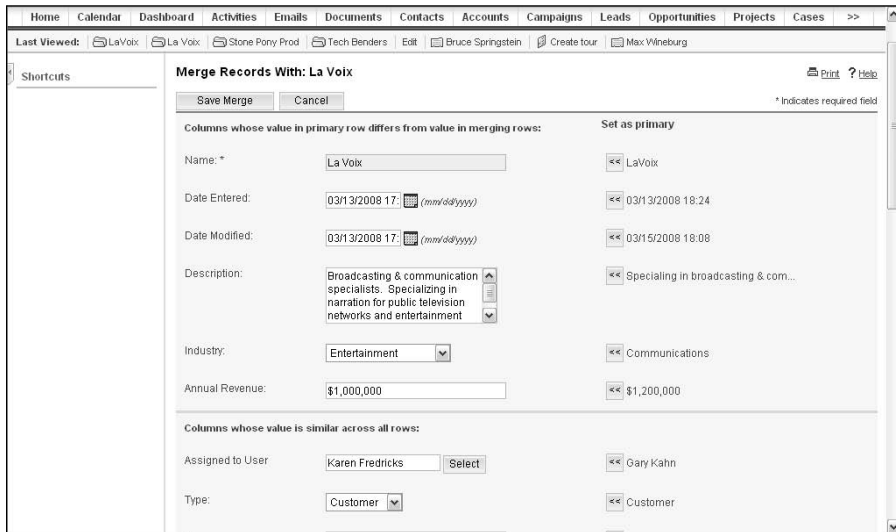 Home Calendar Dashboard Activities Emails Documents Contacts Accounts Campaigns Leads Opportunities Projects Cases >>
Last Viewed: LaVoix La Voix Stone Pony Prod Tech Benders Edit Bruce Springstein Create tour Max Wineburg
Shortcuts
Merge Records With: La Voix
Print ? Help
Save Merge Cancel
* Indicates required field
Columns whose value in primary row differs from value in merging rows: Set as primary
Name: * La Voix << LaVoix
Date Entered: 03/13/2008 17: (mm/dd/yyyy) << 03/13/2008 18:24
Date Modified: 03/13/2008 17: (mm/dd/yyyy) << 03/15/2008 18:08
Description: Broadcasting & communication << Specialing in broadcasting & com...
specialists. Specializing in
narration for public television
networks and entertainment
Industry: Entertainment << Communications
Annual Revenue: $1,000,000 << $1,200,000
Columns whose value is similar across all rows:
Assigned to User Karen Fredricks Select << Gary Kahn
Type: Customer << Customer